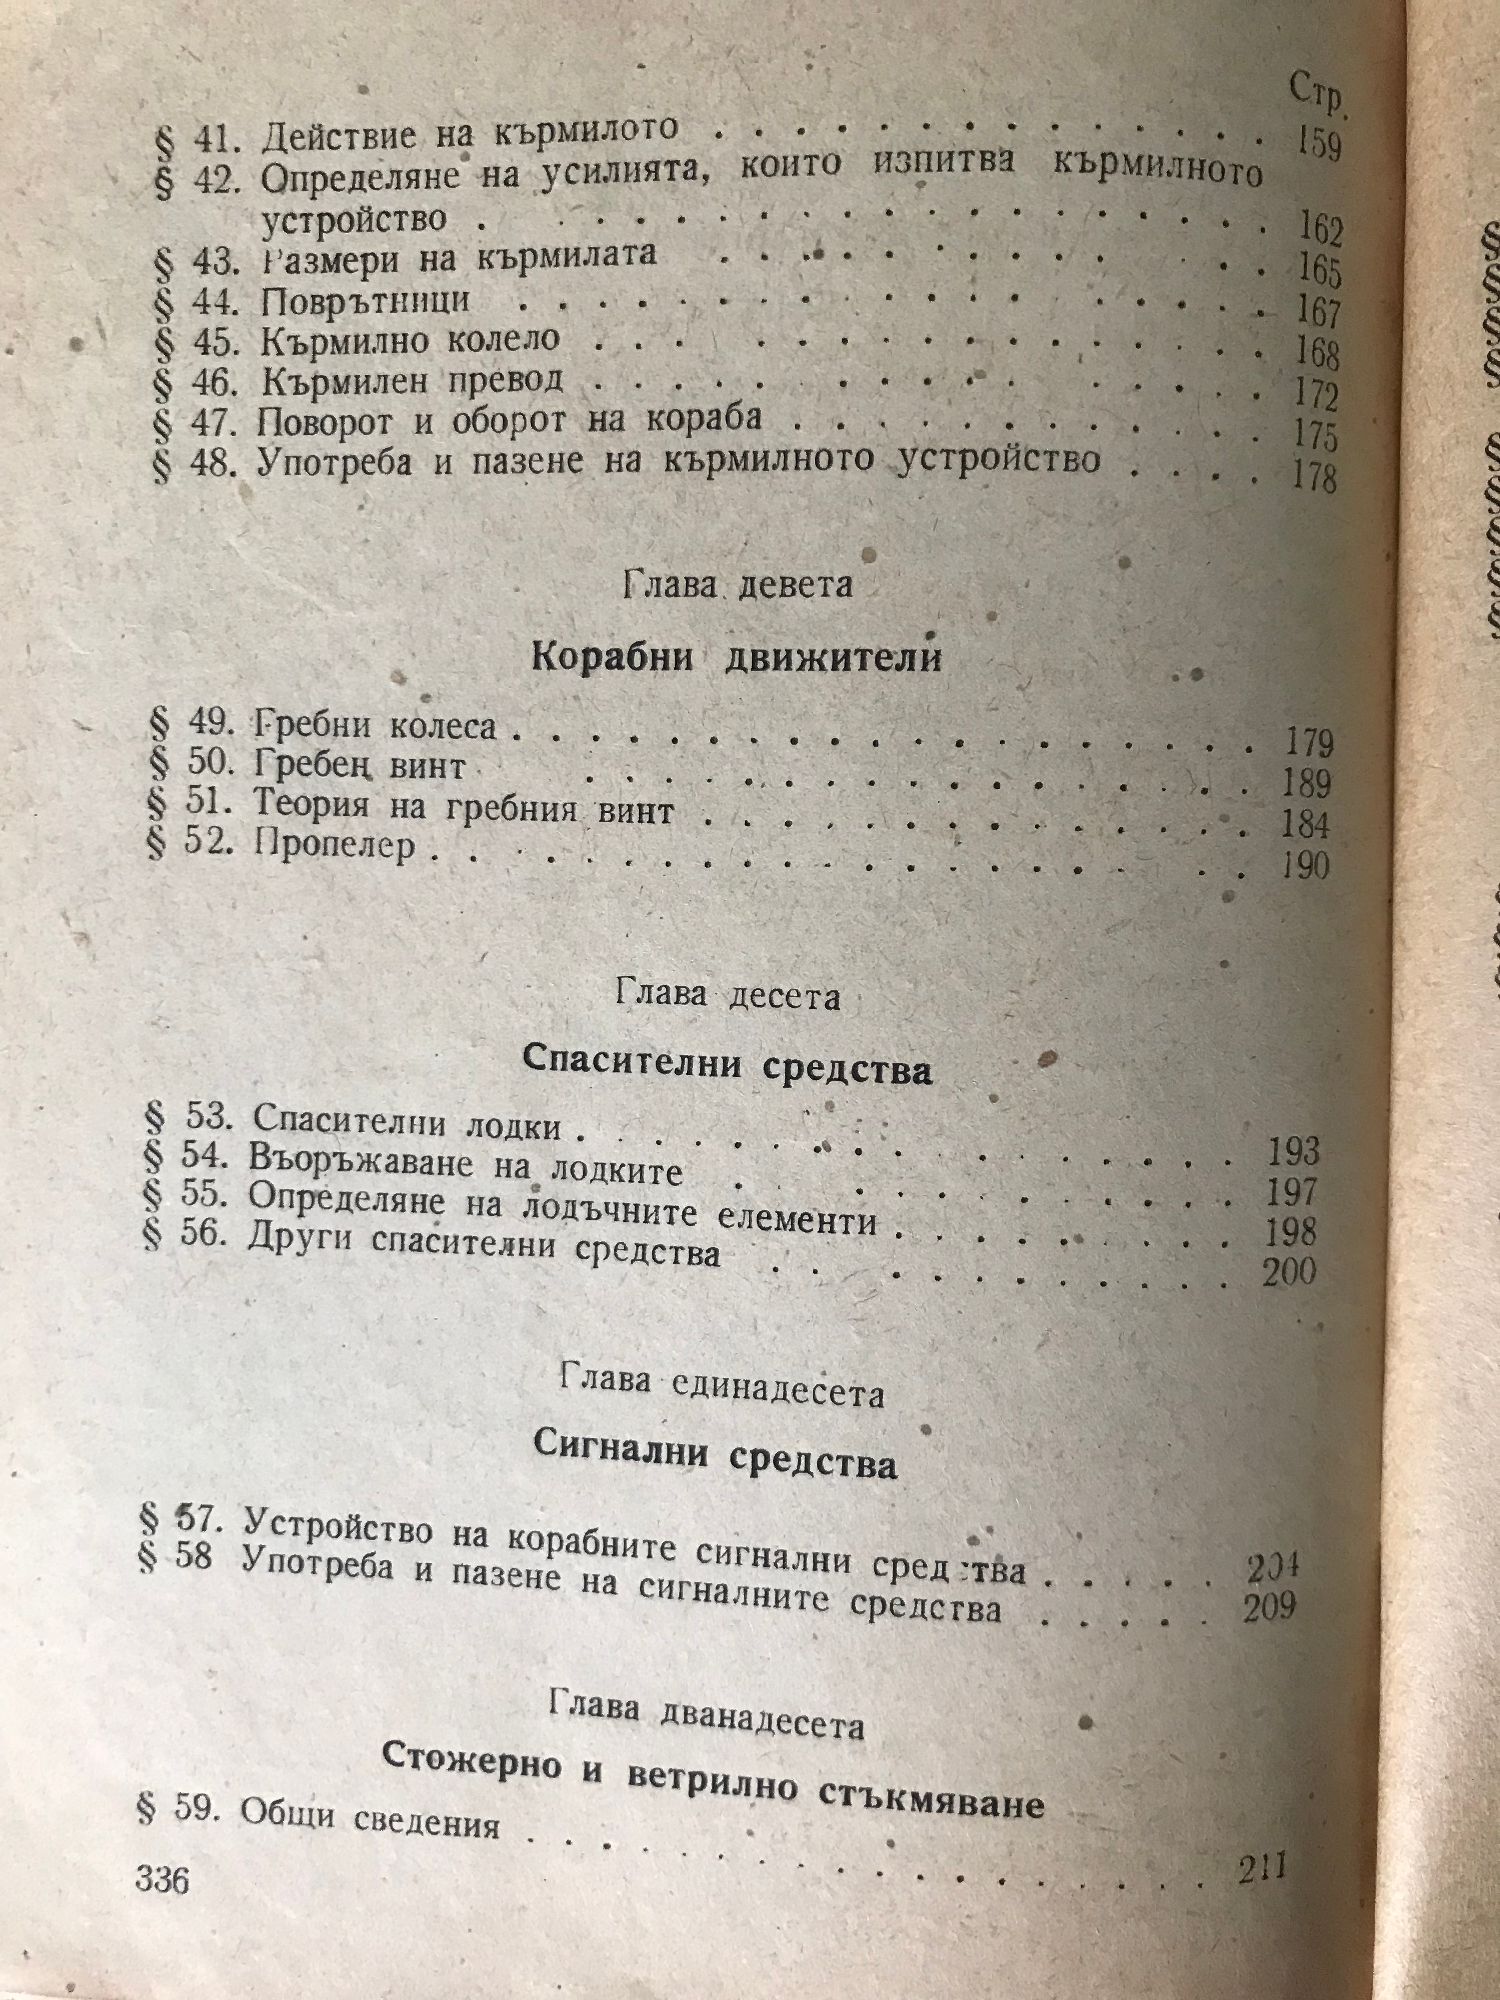 Стр.
§ 41. Действие на кърмилото . . . . . . . . . . . . . . 159
§ 42. Определяне на усилията, които изпитва кърмилното
устройство . . . . . . . . . . . . . . . . . . 162
§ 43. Размери на кърмилата . . . . . . . . . . . . 165
§ 44. Поврътници . . . . . . . . . . . . . . . . . . 167
§ 45. Кърмилно колело . . . . . . . . . . . . . . . . 168
§ 46. Кърмилен превод . . . . . . . . . . . . . . . 172
§ 47. Поворот и оборот на кораба . . . . . . . . . . . . 175
§ 48. Употреба и пазене на кърмилното устройство . . . . 178
Глава девета
Корабни движители
§ 49. Гребни колеса . . . . . . . . . . . . . . . . . . . 179
§ 50. Гребен винт . . . . . . . . . . . . . . . . . 189
§ 51. Теория на гребния винт . . . . . . . . . . . . . . 184
§ 52. Пропелер . . . . . . . . . . . . . . . . . . . . 190
Глава десета
Спасителни средства
§ 53. Спасителни лодки . . . . . . . . . . . . . . . . . 193
§ 54. Въоръжаване на лодките . . . . . . . . . . . 197
§ 55. Определяне на лодъчните елементи . . . . . . . . . 198
§ 56. Други спасителни средства . . . . . . . . . . . 200
Глава единадесета
Сигнални средства
§ 57. Устройство на корабните сигнални средства . . . . . 204
§ 58 Употреба и пазене на сигналните средства . . . . . 209
Глава дванадесета
Стожерно и ветрилно стъкмяване
§ 59. Общи сведения . . . . . . . . . . . . . . . . . . 211
336